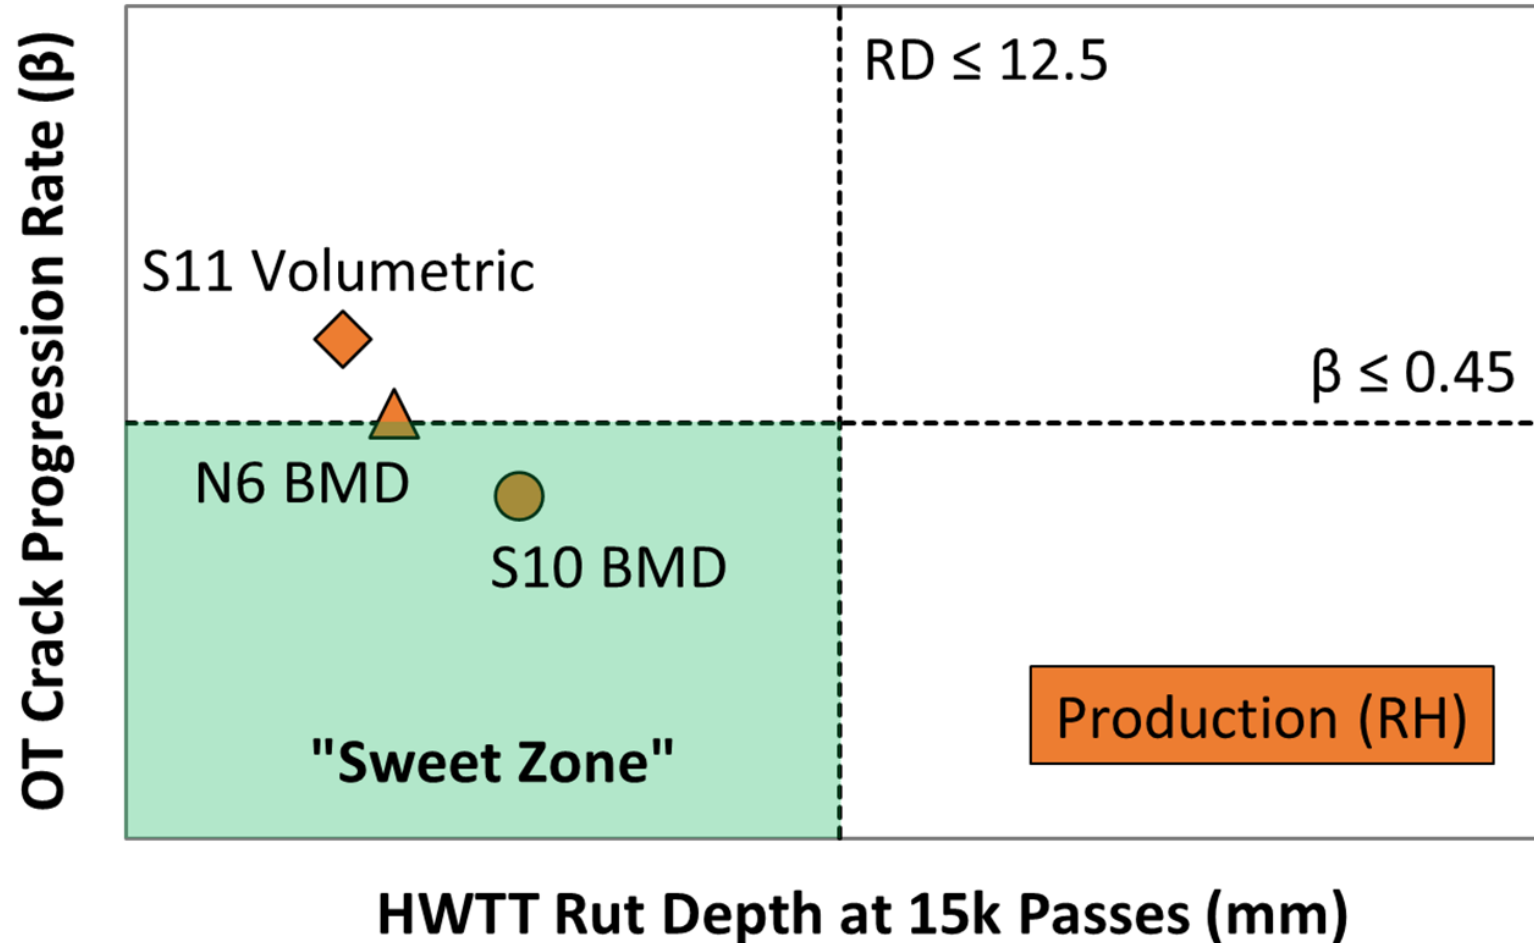 OT Crack Progression Rate (β)
RD ≤ 12.5
S11 Volumetric
β ≤ 0.45
N6 BMD
S10 BMD
Production (RH)
"Sweet Zone"
HWTT Rut Depth at 15k Passes (mm)